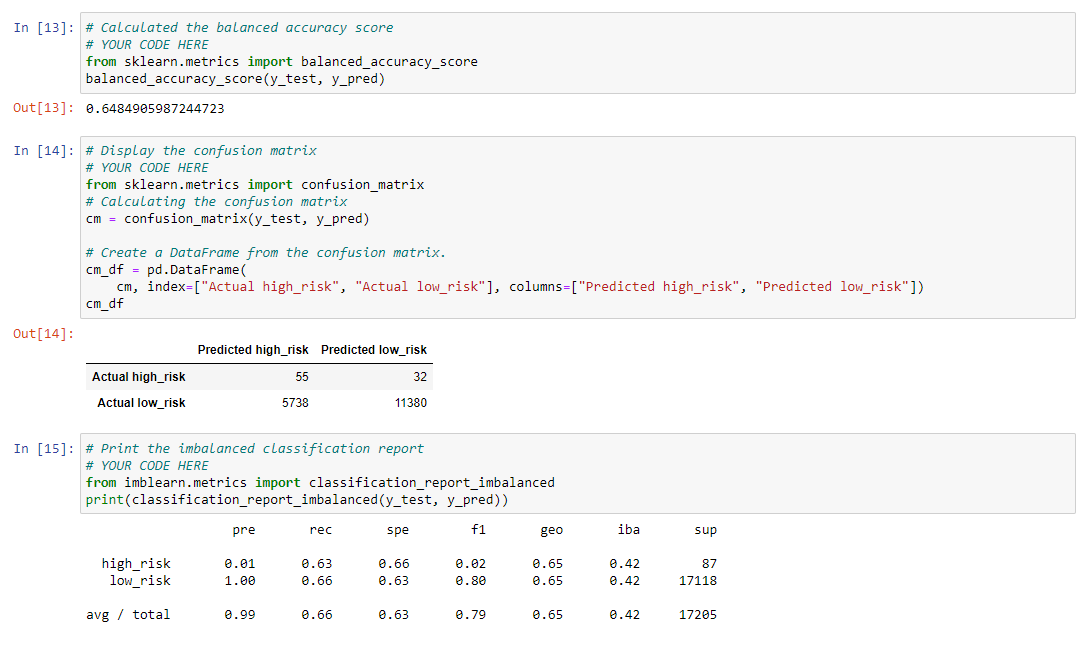 In [13]: # Calculated the balanced accuracy score
# YOUR CODE HERE
from sklearn.metrics import balanced_accuracy_score
balanced_accuracy_score(y_test, y_pred)
Out[13]: 0.6484905987244723
In [14]: # Display the confusion matrix
# YOUR CODE HERE
from sklearn.metrics import confusion_matrix
# Calculating the confusion matrix
cm = confusion_matrix(y_test, y_pred)
# Create a DataFrame from the confusion matrix.
cm_df = pd.DataFrame(
    cm, index=["Actual high_risk", "Actual low_risk"], columns=["Predicted high_risk", "Predicted low_risk"])
cm_df
Out[14]:
Predicted high_risk Predicted low_risk
Actual high_risk 55 32
Actual low_risk 5738 11380
In [15]: # Print the imbalanced classification report
# YOUR CODE HERE
from imblearn.metrics import classification_report_imbalanced
print(classification_report_imbalanced(y_test, y_pred))
pre rec spe f1 geo iba sup
high_risk 0.01 0.63 0.66 0.02 0.65 0.42 87
low_risk 1.00 0.66 0.63 0.80 0.65 0.42 17118
avg / total 0.99 0.66 0.63 0.79 0.65 0.42 17205